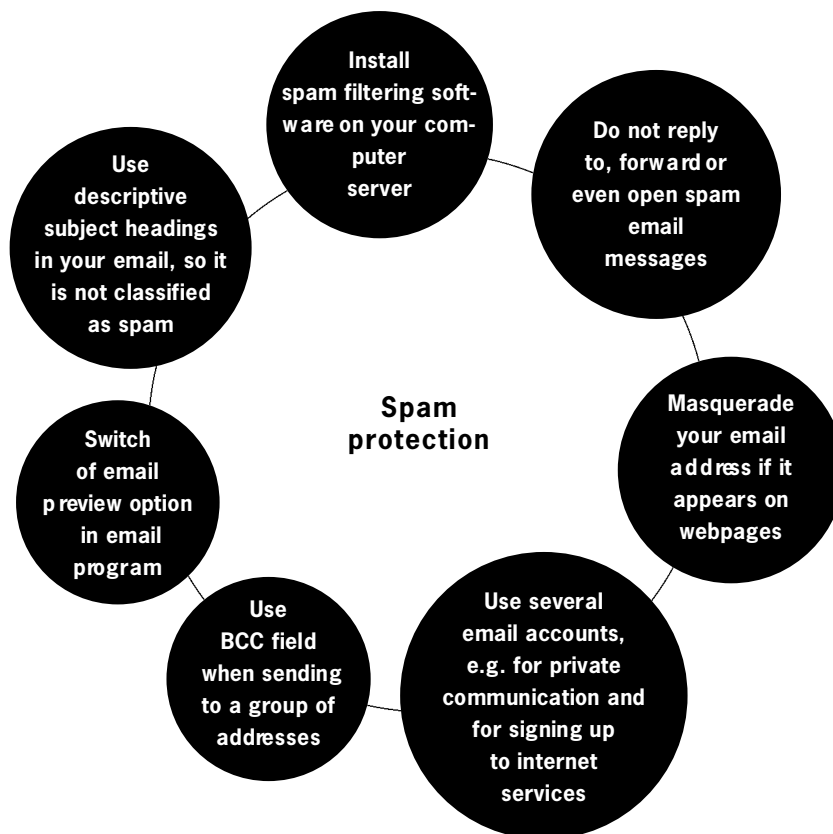 Install
spam filtering soft-
ware on your com-
puter
server
Do not reply
to, forward or
even open spam
email
messages
Masquerade
your email
address if it
appears on
webpages
Use several
email accounts,
e.g. for private
communication and
for signing up
to internet
services
Use
BCC field
when sending
to a group of
addresses
Switch
of email
preview option
in email
program
Use
descriptive
subject headings
in your email, so it
is not classified
as spam
Spam
protection